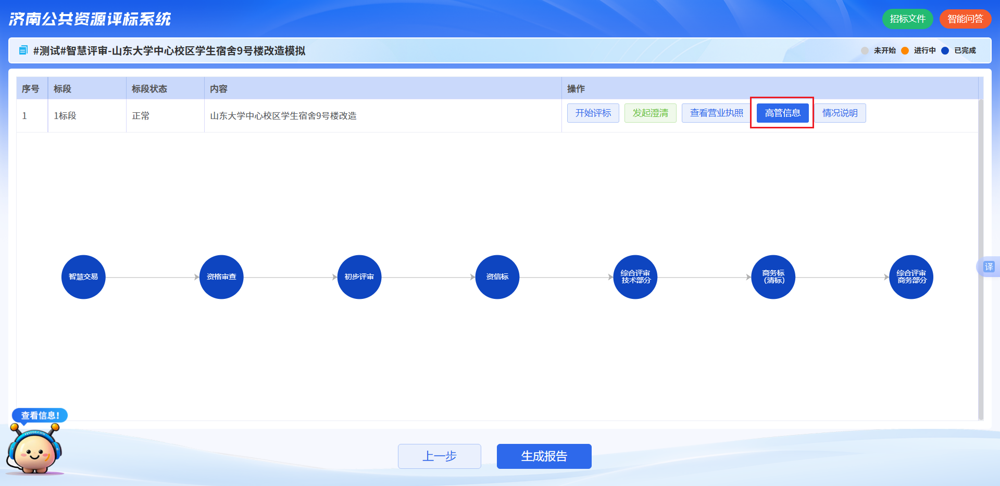 济南公共资源评标系统
招标文件
智能问答
#测试#智慧评审-山东大学中心校区学生宿舍9号楼改造模拟
未开始
进行中
已完成
序号
标段
标段状态
内容
操作
1
1标段
正常
山东大学中心校区学生宿舍9号楼改造
开始评标
发起澄清
查看营业执照
高管信息
情况说明
译
智慧交易
资格审查
初步评审
资信标
综合评审
技术部分
商务标
(清标)
综合评审
商务部分
查看信息!
上一步
生成报告